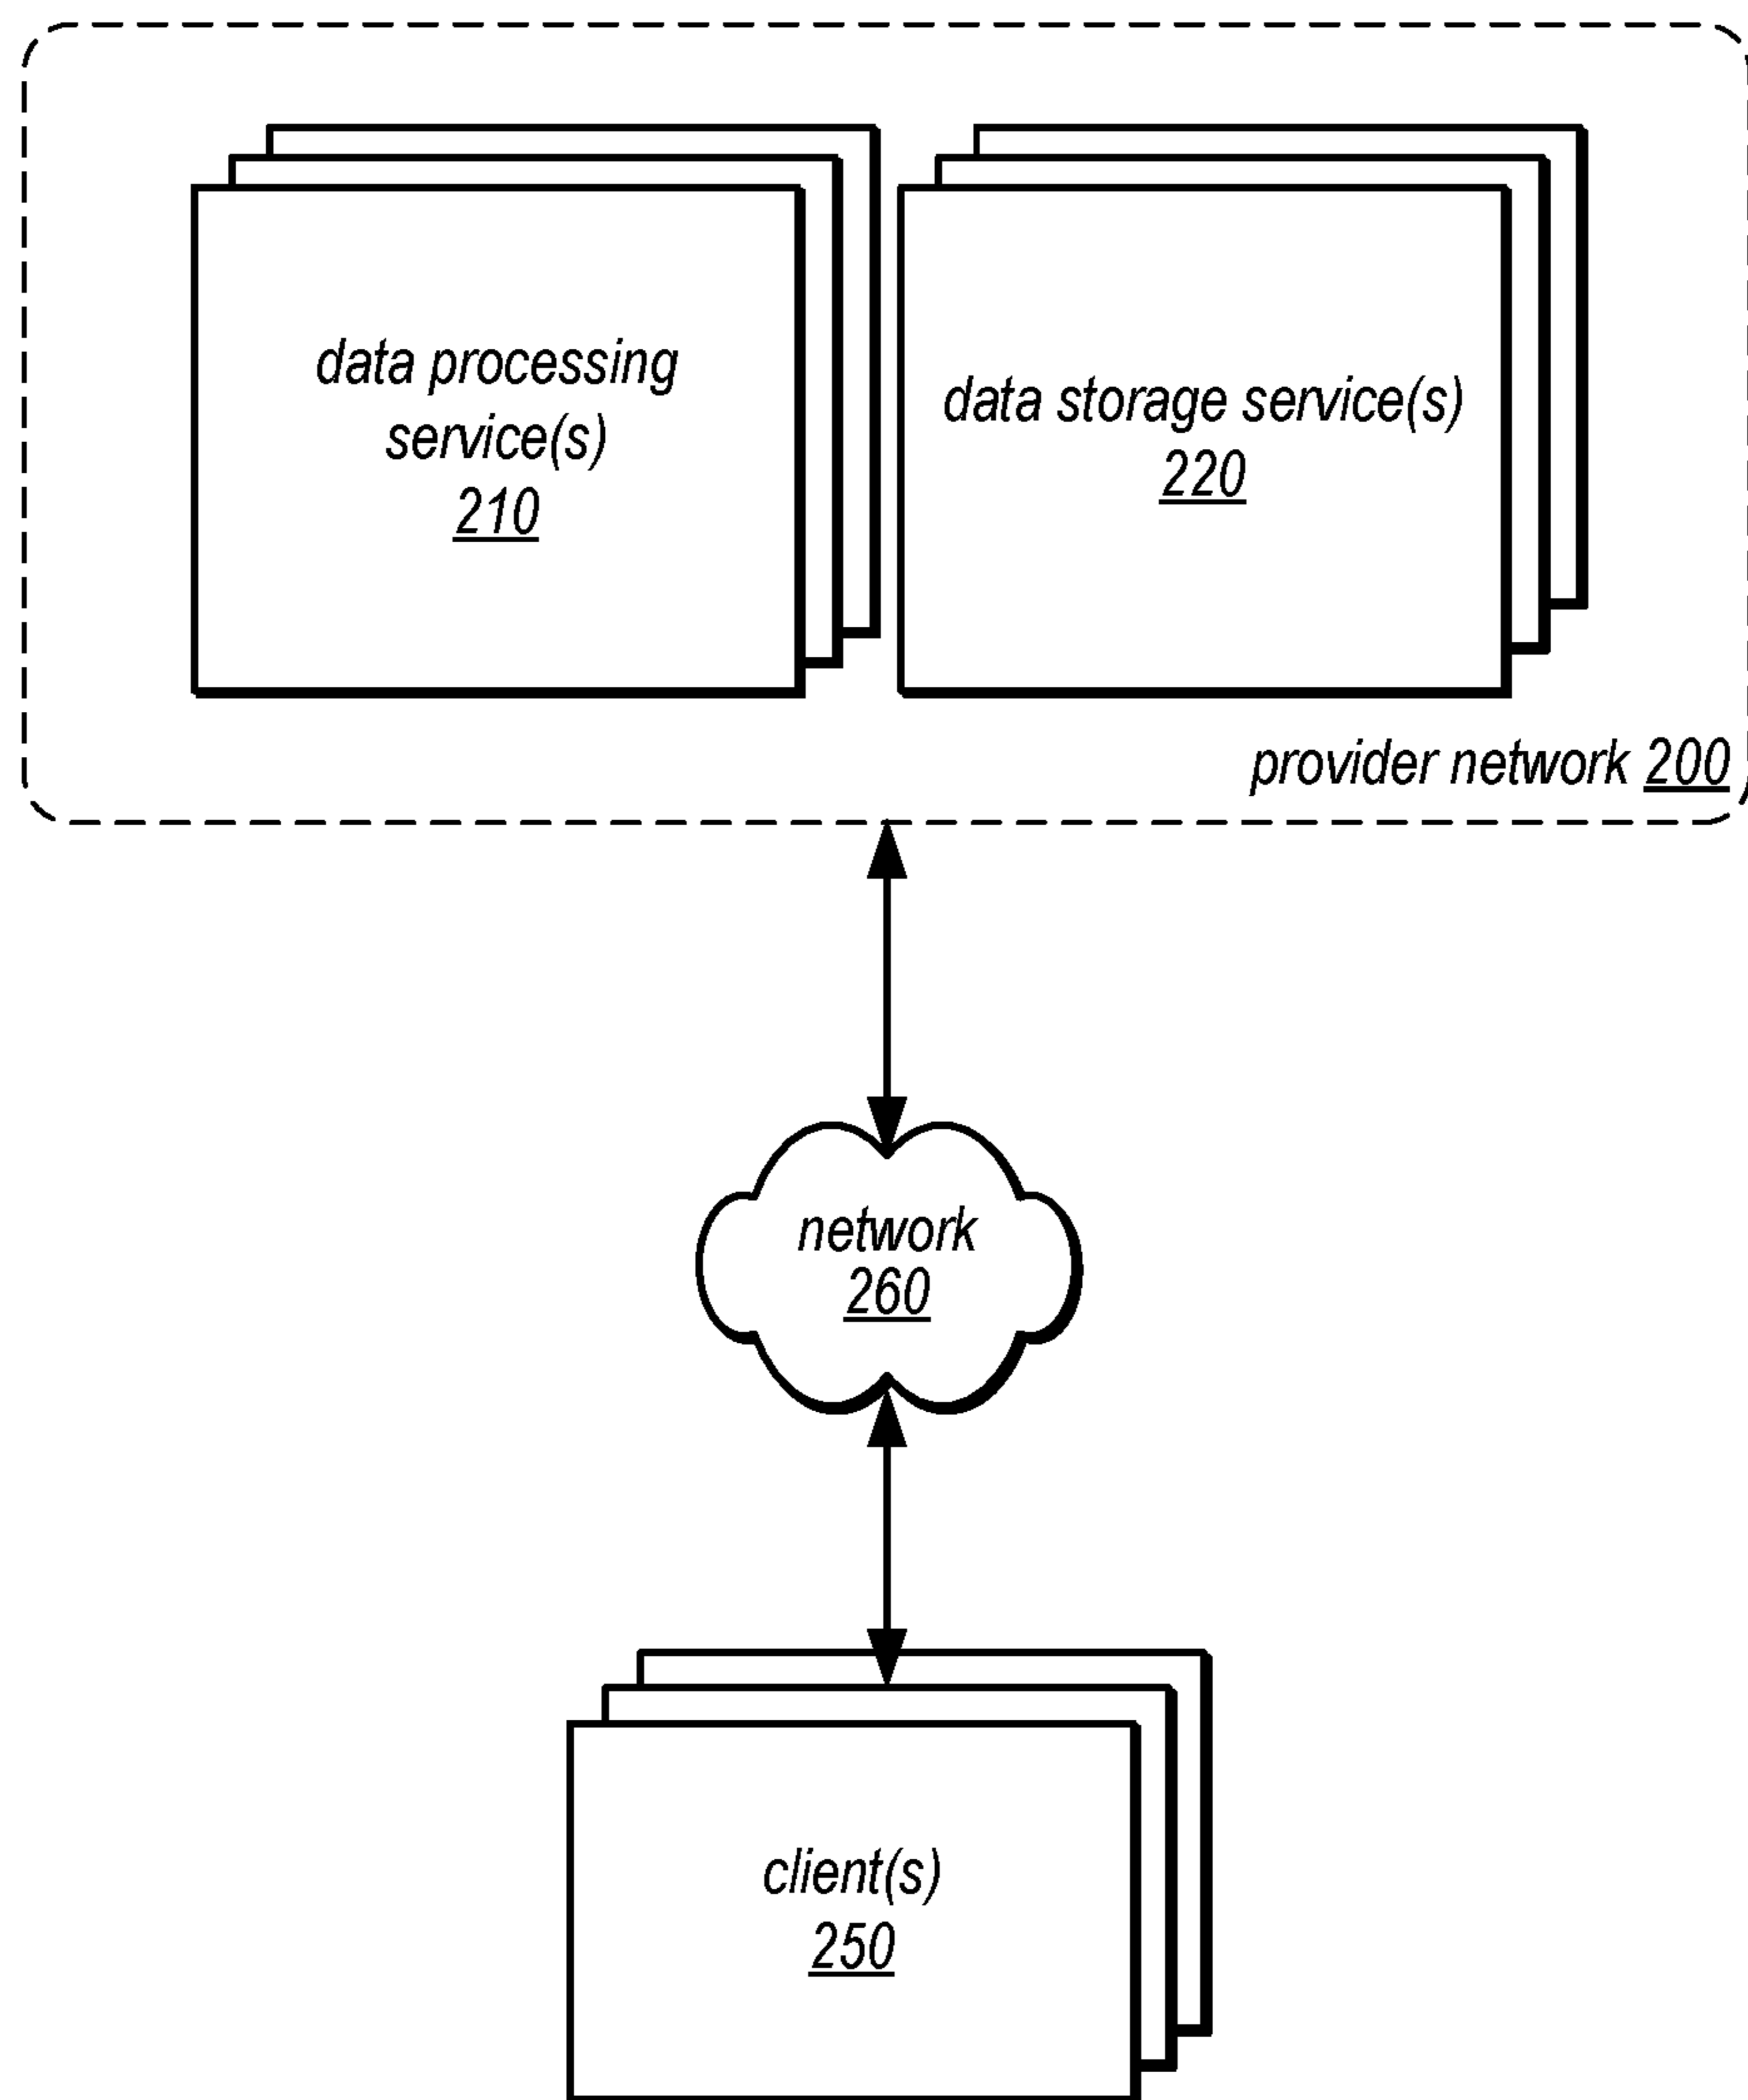 data processing
service(s)
210
data storage service(s)
220
provider network 200
network
260
client(s)
250